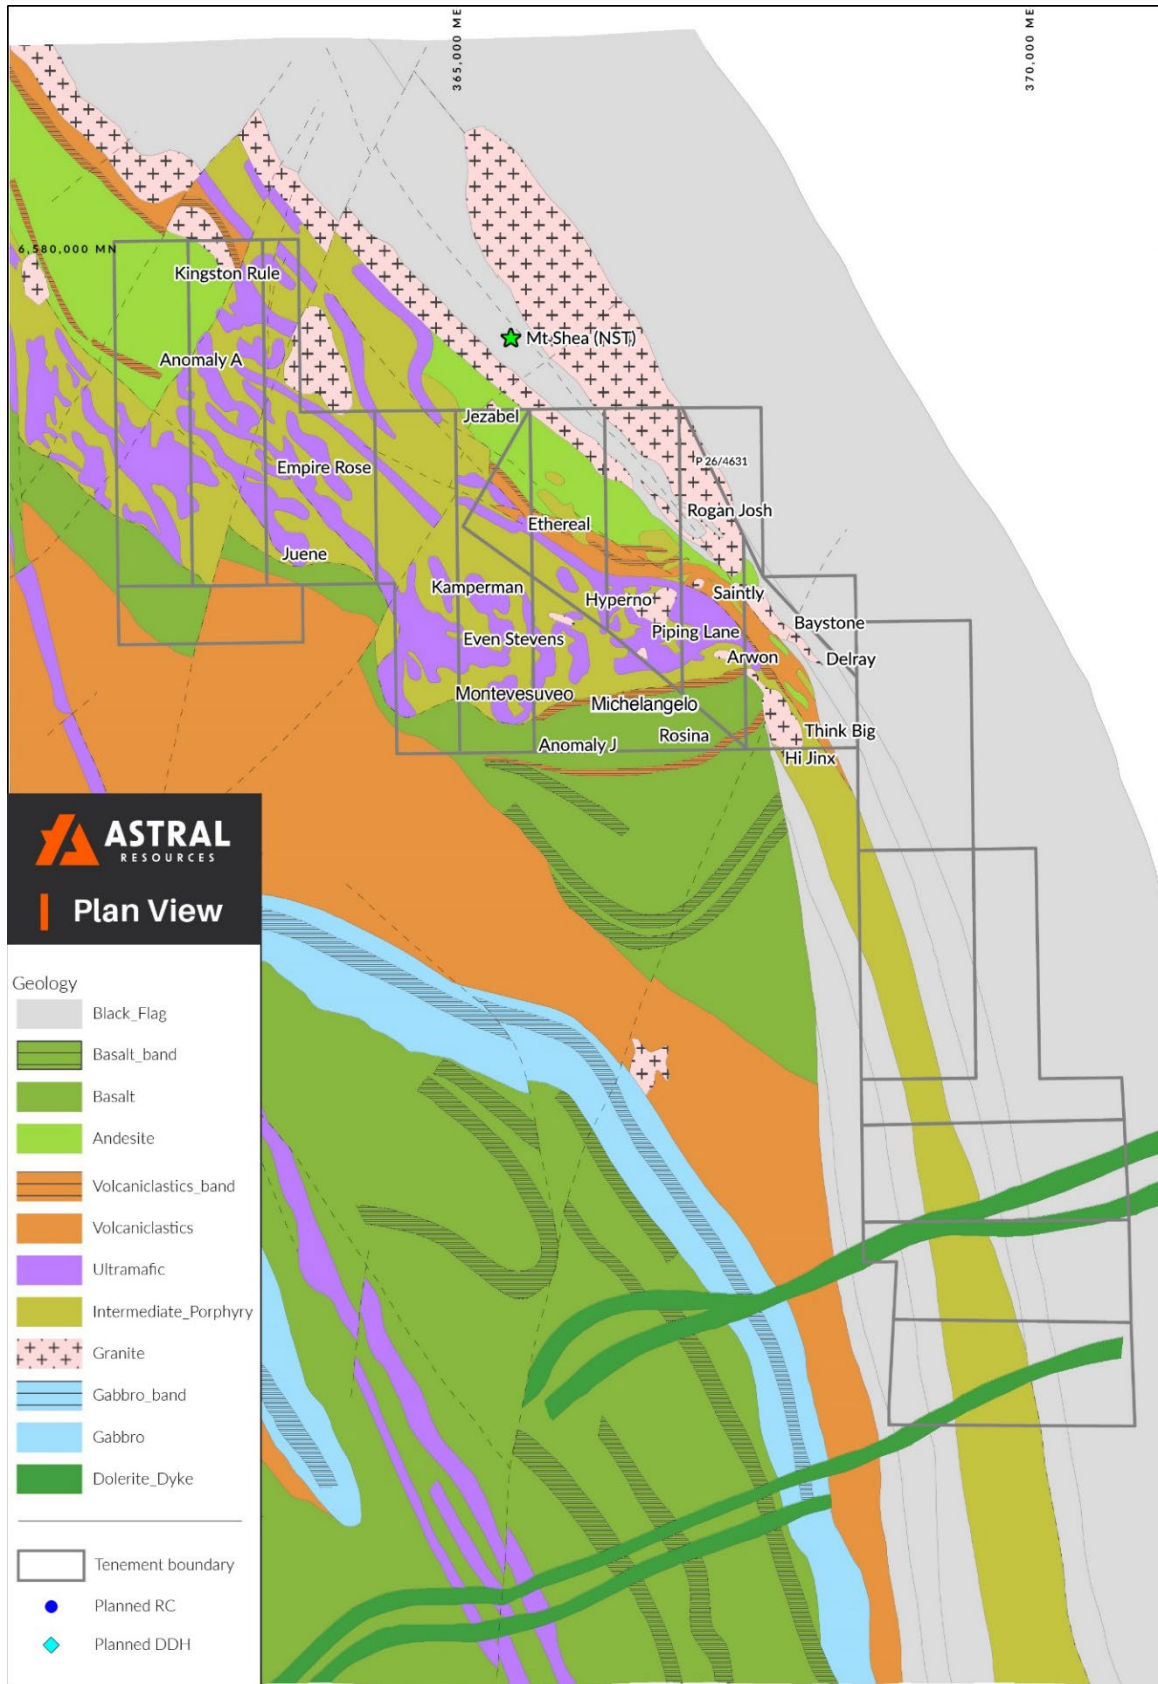 365,000 ME
370,000 ME
6,580,000 MN
Kingston Rule
Mt Shea (NST)
Anomaly A
Jezabel
P 26/4631
Empire Rose
Rogan Josh
Ethereal
Juene
Kamperman
Hyperno
Saintly
Baystone
Even Stevens
Piping Lane
Arwon
Delray
Montevesuveo
Michelangelo
Rosina
Think Big
Anomaly J
Hi Jinx
ASTRAL
RESOURCES
Plan View
Geology
Black_Flag
Basalt_band
Basalt
Andesite
Volcaniclastics_band
Volcaniclastics
Ultramafic
Intermediate_Porphyry
Granite
Gabbro_band
Gabbro
Dolerite_Dyke
Tenement boundary
Planned RC
Planned DDH